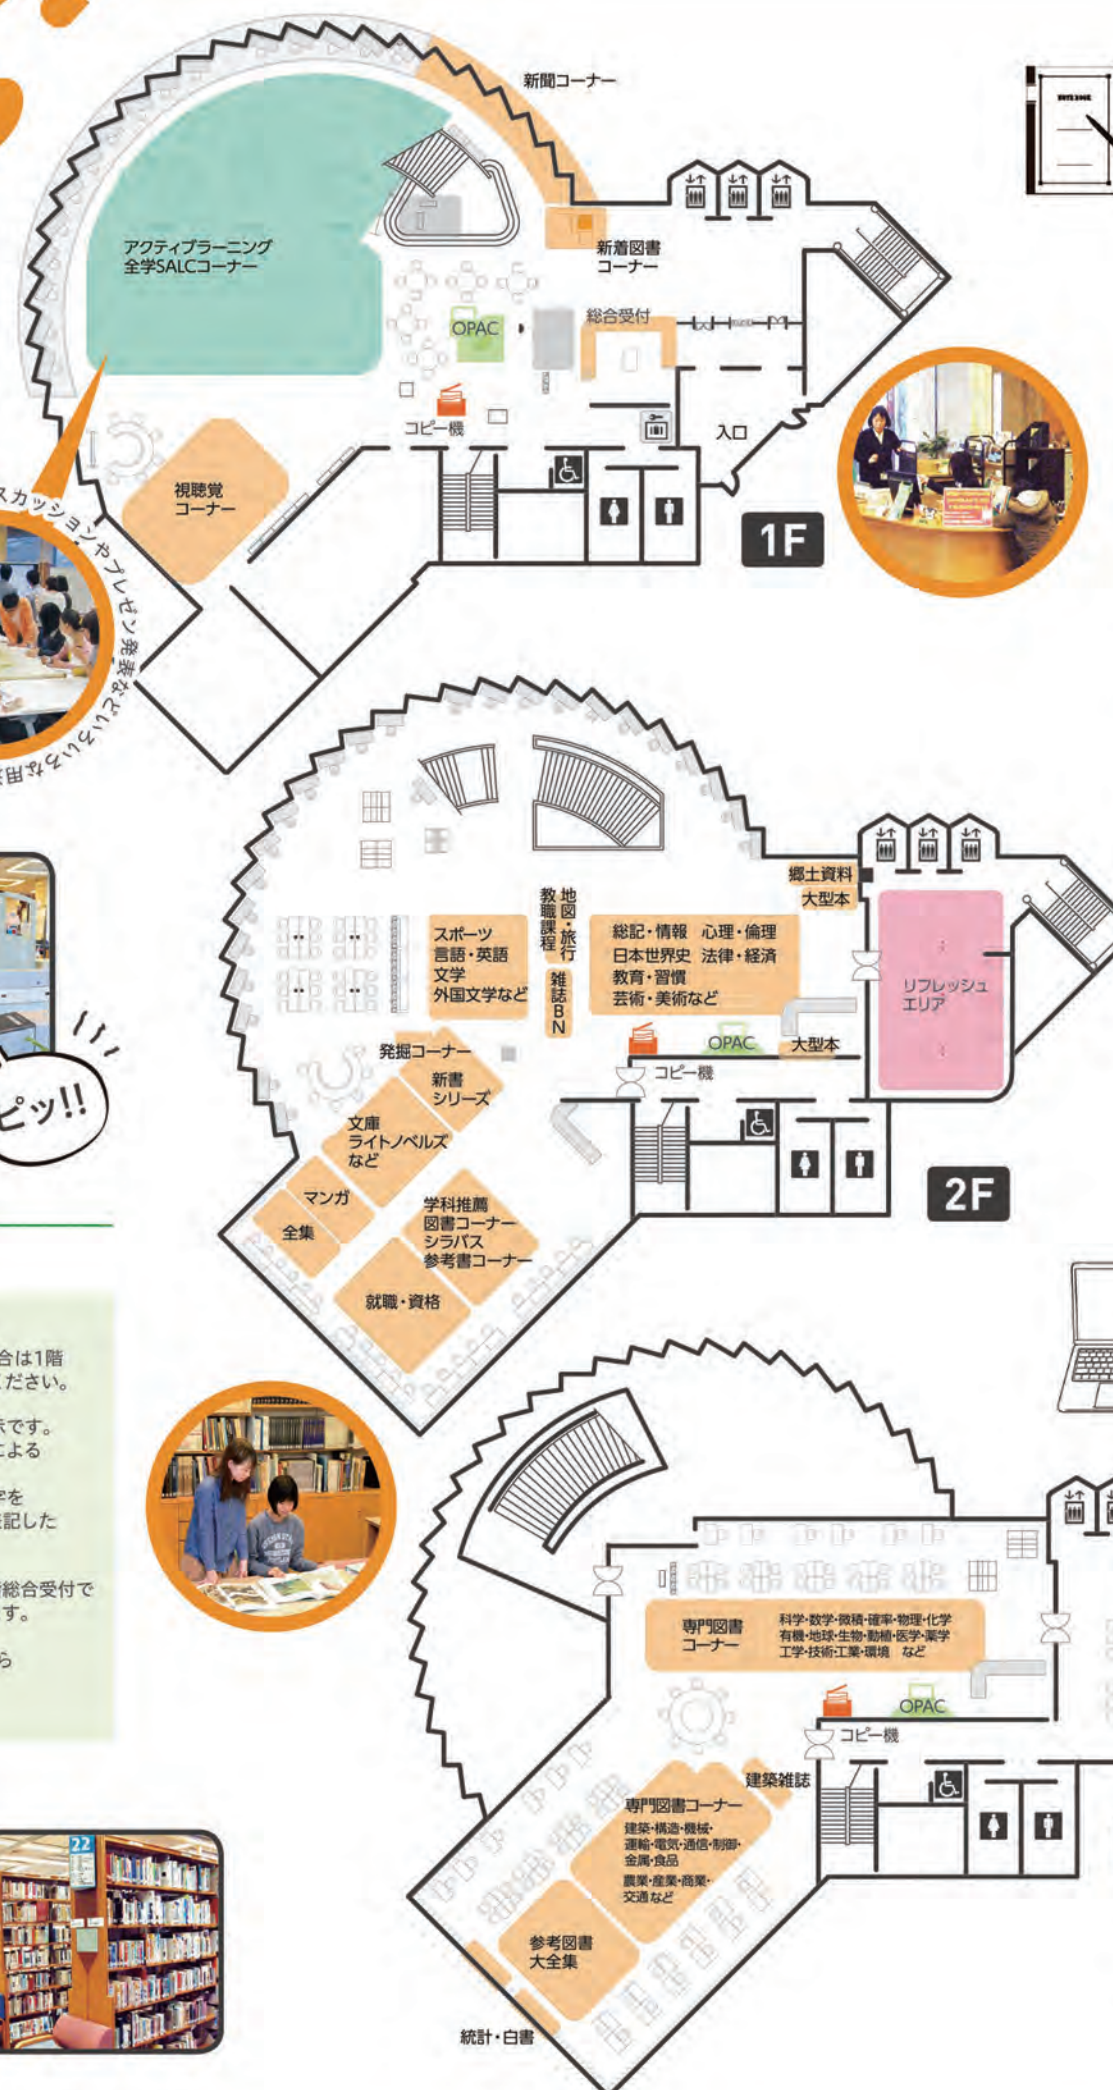 新聞コーナー
アクティブラーニング
全学SALCコーナー
新着図書
コーナー
総合受付
OPAC
コピー機
入口
視聴覚
コーナー
1F
スカッションやプレゼン発表などいろいろな用
郷土資料
大型本
地図・旅行
教職課程
雑誌BN
スポーツ
言語・英語
文学
外国文学など
総記・情報 心理・倫理
日本世界史 法律・経済
教育・習慣
芸術・美術など
リフレッシュ
エリア
OPAC
大型本
コピー機
発掘コーナー
新書
シリーズ
文庫
ライトノベルズ
など
マンガ
全集
学科推薦
図書コーナー
シラバス
参考書コーナー
就職・資格
2F
ピッ!!
合は1階
ください。
示です。
による
字を
記した
総合受付で
す。
ら
専門図書
コーナー
科学・数学・微積・確率・物理・化学
有機・地球・生物・動植・医学・薬学
工学・技術・工業・環境 など
OPAC
コピー機
建築雑誌
専門図書コーナー
建築・構造・機械・
運輸・電気・通信・制御・
金属・食品
農業・産業・商業・
交通など
参考図書
大全集
統計・白書
22